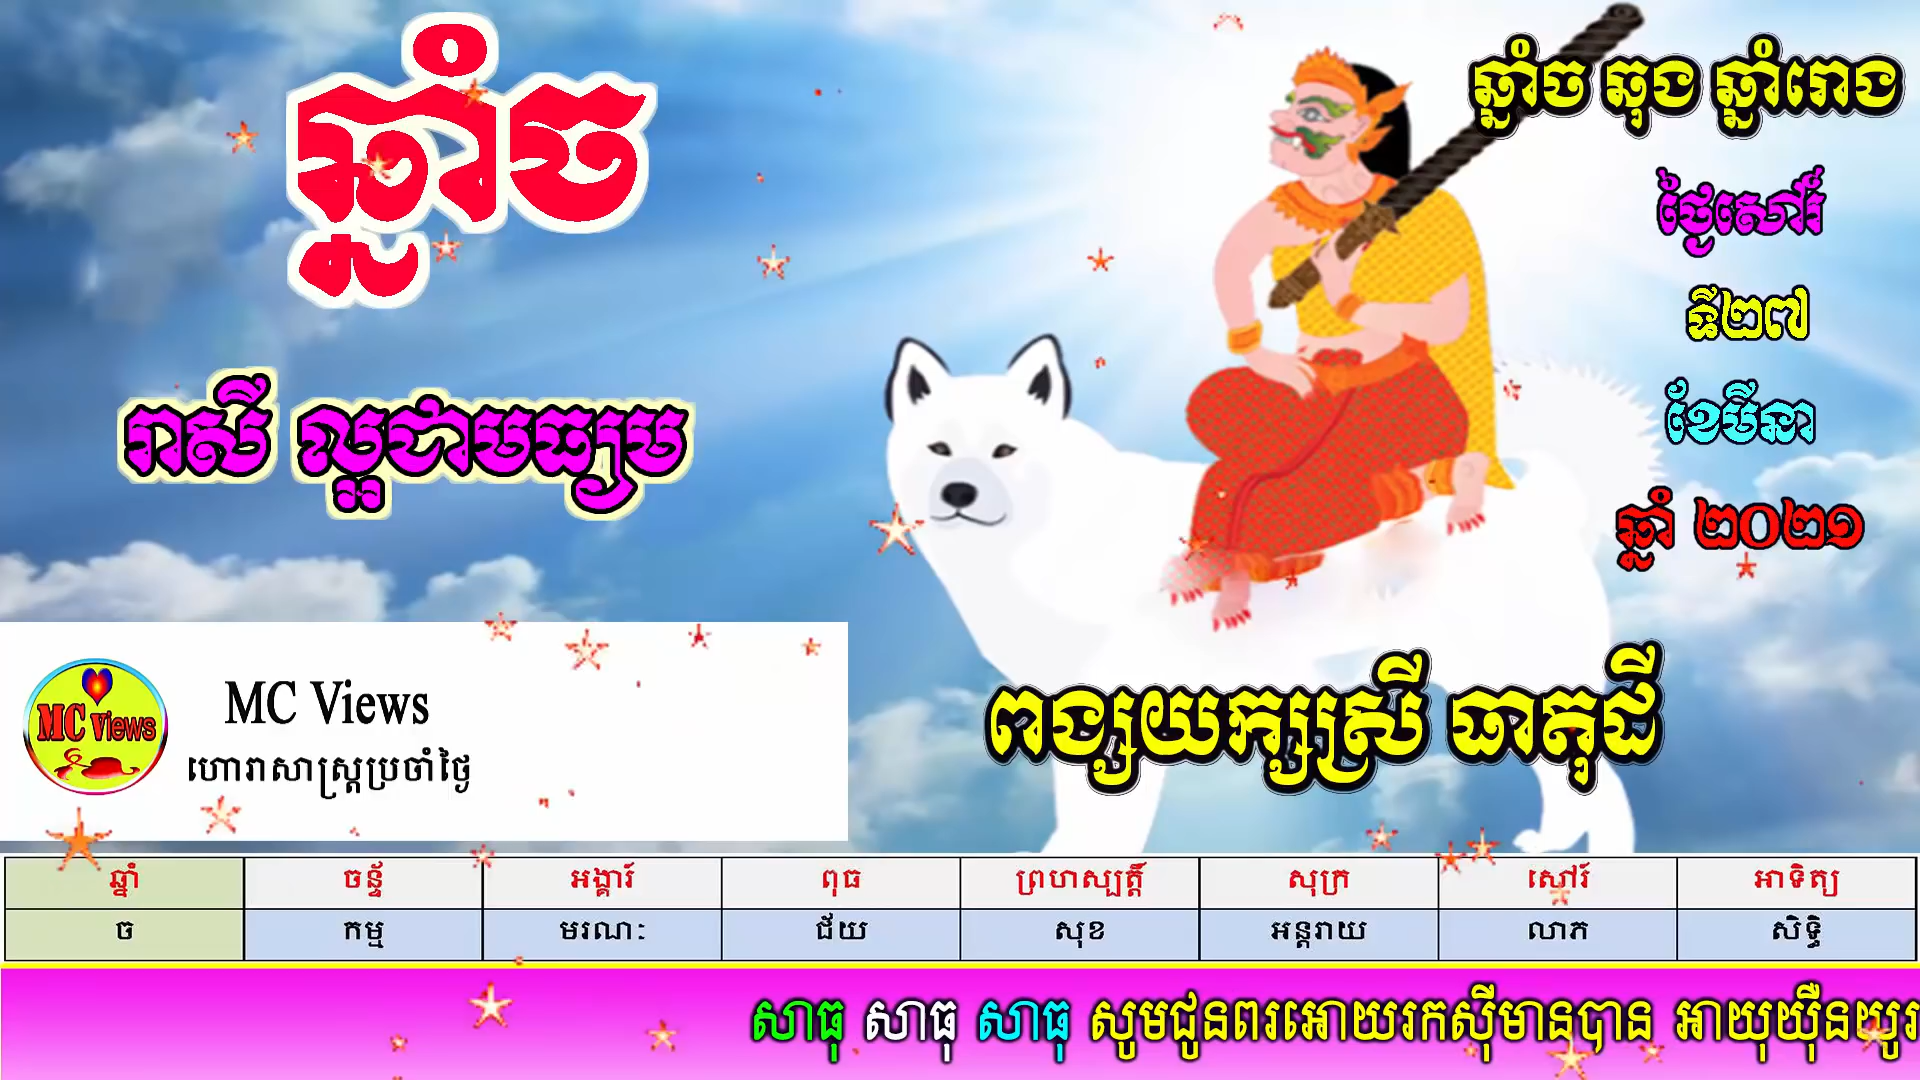 ឆ្នាំច
រាសី ល្អជាមធ្យម
ឆ្នាំច ឆុង ឆ្នាំរោង
ថ្ងៃសៅរ៍
ទី២៧
ខែមីនា
ឆ្នាំ ២០២១
MC Views
MC Views
ហោរាសាស្ត្រប្រចាំថ្ងៃ
ពង្សយក្សស្រី ធាតុដី
ឆ្នាំ ចន្ទ័ អង្គារ៍ ពុធ ព្រហស្បត្តិ៍ សុក្រ សៅរ៍ អាទិត្យ
ច កម្ម មរណៈ ជ័យ សុខ អន្តរាយ លាភ សិទ្ធិ
សាធុ សាធុ សាធុ សូមជូនពរអោយរកស៊ីមានបាន អាយុយ៉ឺនយូរ